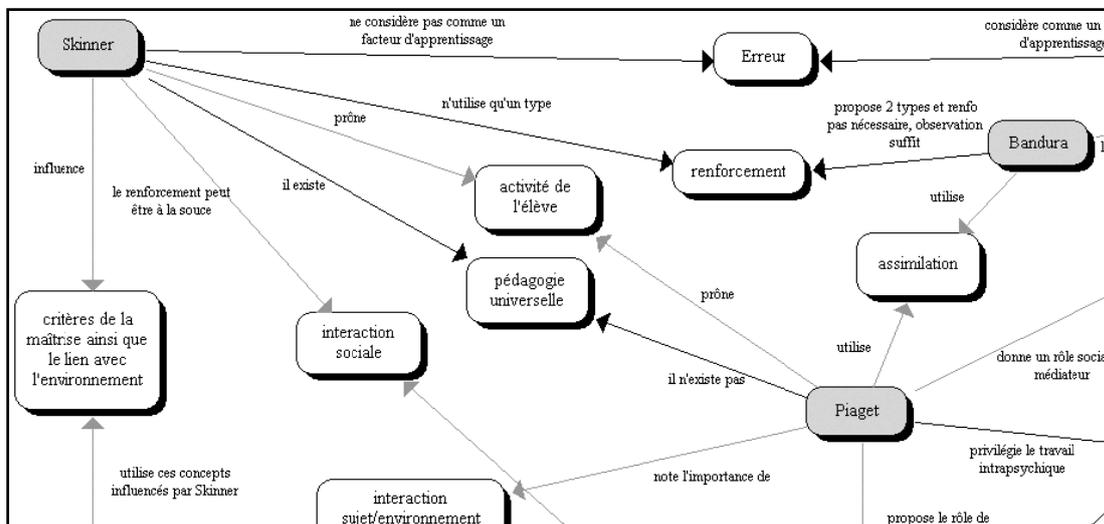 ne considère pas comme un
facteur d'apprentissage
considère comme un
d'apprentissage
Skinner
Erreur
n'utilise qu'un type
propose 2 types et renfo
pas nécessaire, observation
suffit
prône
Bandura
influence
renforcement
il existe
le renforcement peut
être à la souce
activité de
l'élève
utilise
assimilation
pédagogie
universelle
prône
critères de la
maîtrise ainsi que
le lien avec
l'environnement
interaction
sociale
utilise
donne un rôle socia
médiateur
il n'existe pas
Piaget
privilégie le travail
intrapsychique
utilise ces concepts
influencés par Skinner
note l'importance de
interaction
sujet/environnement
propose le rôle de